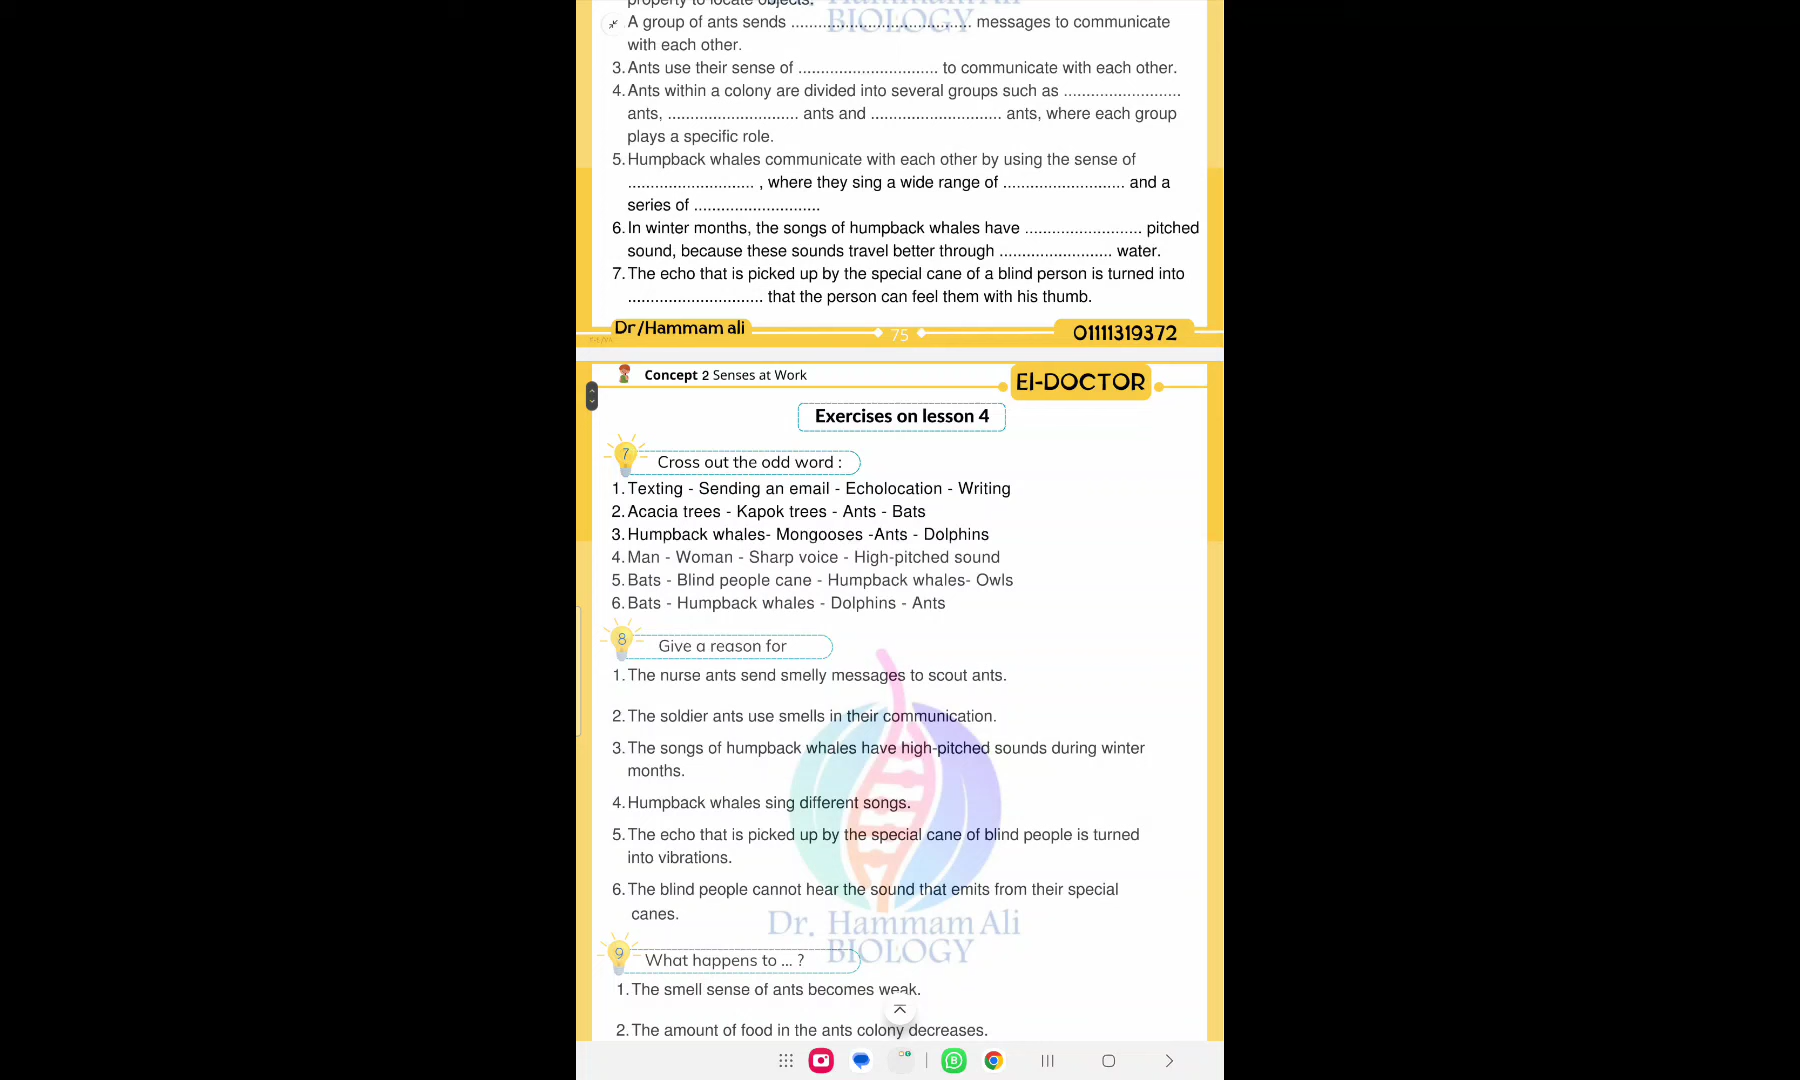 property to locate objects.
A group of ants sends ........................................ messages to communicate
with each other.
3. Ants use their sense of ............................... to communicate with each other.
4. Ants within a colony are divided into several groups such as ..........................
ants, ............................. ants and ............................. ants, where each group
plays a specific role.
5. Humpback whales communicate with each other by using the sense of
............................ , where they sing a wide range of ........................... and a
series of ............................
6. In winter months, the songs of humpback whales have .......................... pitched
sound, because these sounds travel better through ......................... water.
7. The echo that is picked up by the special cane of a blind person is turned into
.............................. that the person can feel them with his thumb.
BIOLOGY
Dr/Hammam ali
75
01111319372
Concept 2 Senses at Work
El-DOCTOR
Exercises on lesson 4
7
Cross out the odd word :
1. Texting - Sending an email - Echolocation - Writing
2. Acacia trees - Kapok trees - Ants - Bats
3. Humpback whales- Mongooses -Ants - Dolphins
4. Man - Woman - Sharp voice - High-pitched sound
5. Bats - Blind people cane - Humpback whales- Owls
6. Bats - Humpback whales - Dolphins - Ants
8
Give a reason for
1. The nurse ants send smelly messages to scout ants.
2. The soldier ants use smells in their communication.
3. The songs of humpback whales have high-pitched sounds during winter
months.
4. Humpback whales sing different songs.
5. The echo that is picked up by the special cane of blind people is turned
into vibrations.
6. The blind people cannot hear the sound that emits from their special
canes.
Dr. Hammam Ali
BIOLOGY
9
What happens to ... ?
1. The smell sense of ants becomes weak.
2. The amount of food in the ants colony decreases.